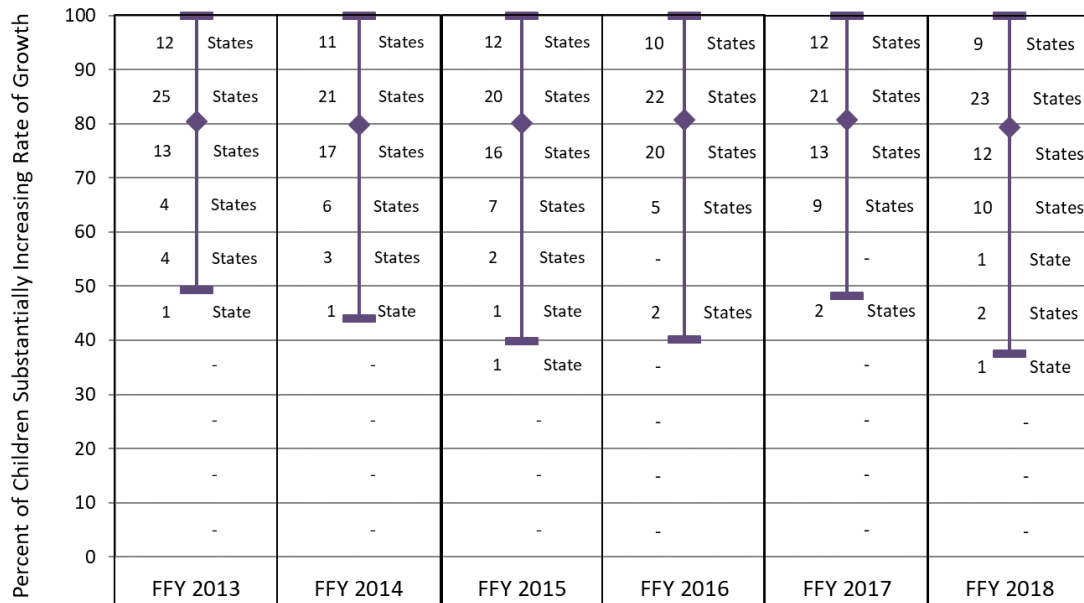 Percent of Children Substantially Increasing Rate of Growth
100
12 States 11 States 12 States 10 States 12 States 9 States
90
25 States 21 States 20 States 22 States 21 States 23 States
80
13 States 17 States 16 States 20 States 13 States 12 States
70
4 States 6 States 7 States 5 States 9 States 10 States
60
4 States 3 States 2 States - - 1 State
50
1 State 1 State 1 State 2 States 2 States 2 States
40
- - 1 State - - 1 State
30
- - - - - -
20
- - - - - -
10
- - - - - -
0
FFY 2013 FFY 2014 FFY 2015 FFY 2016 FFY 2017 FFY 2018